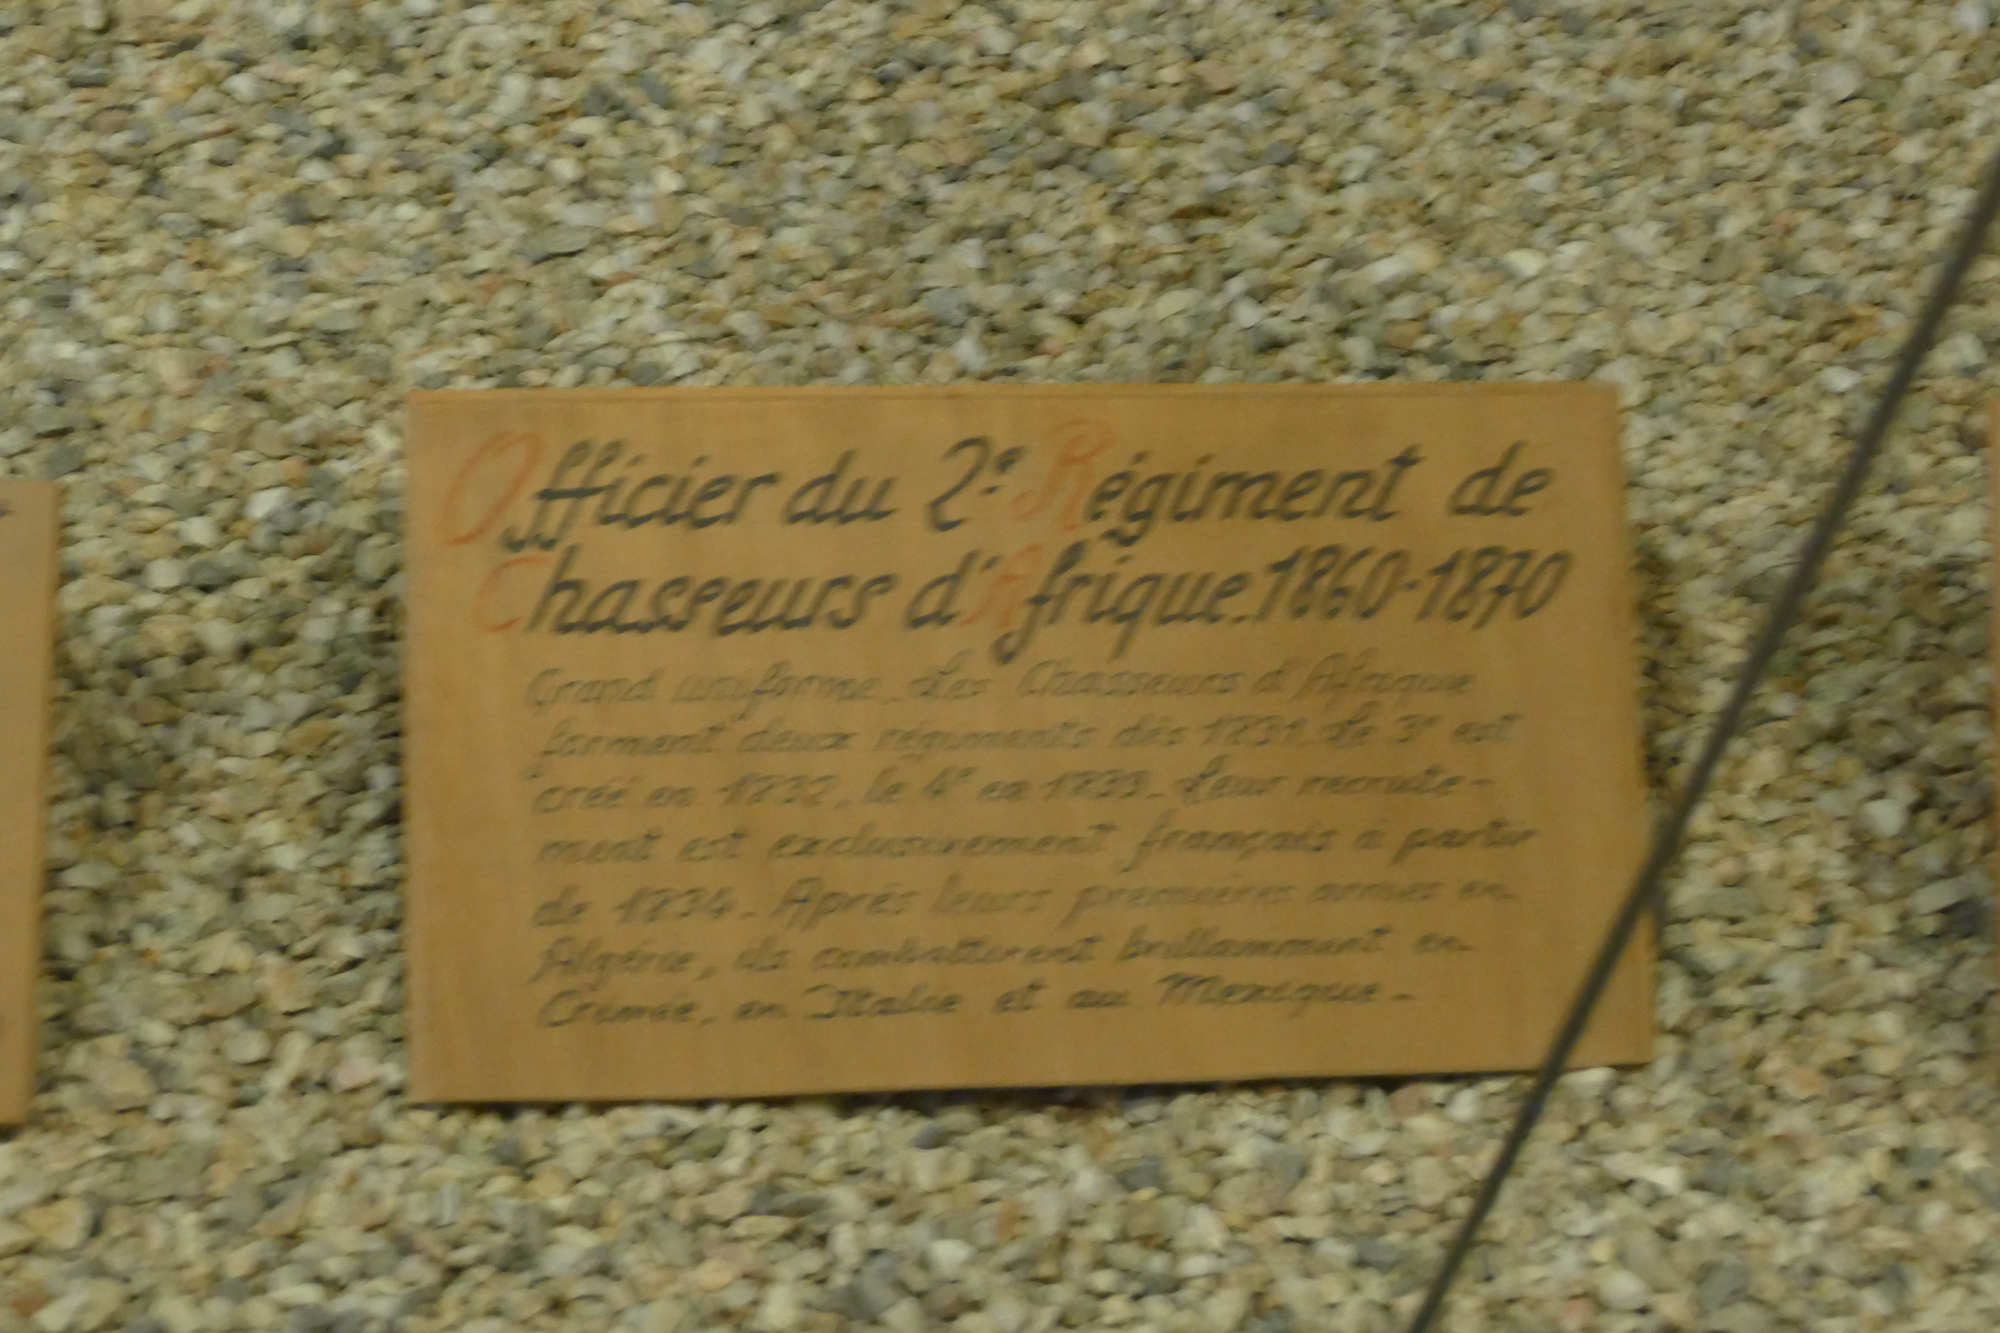 Officier du 2e Régiment de
Chasseurs d'Afrique. 1860-1870
Grand uniforme. Les Chasseurs d'Afrique
forment deux régiments dès 1831. Le 3e est
créé en 1832, le 4e en 1839. Leur recrute-
ment est exclusivement français à partir
de 1834. Après leurs premières armes en
Algérie, ils combattirent brillamment en
Crimée, en Italie et au Mexique.